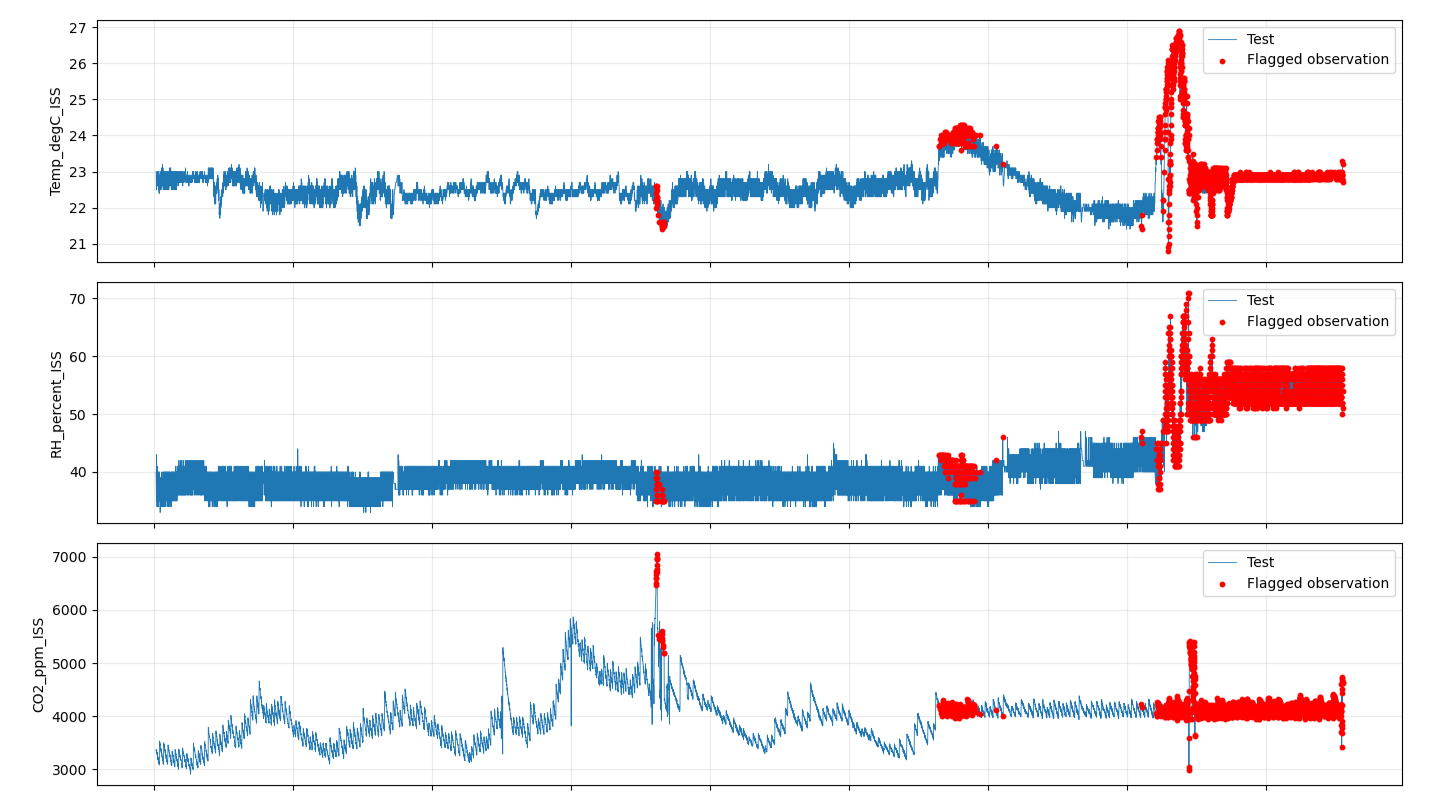 27
26
25
24
23
22
21
Temp_degC_ISS
Test
Flagged observation
70
60
50
40
RH_percent_ISS
Test
Flagged observation
7000
6000
5000
4000
3000
CO2_ppm_ISS
Test
Flagged observation